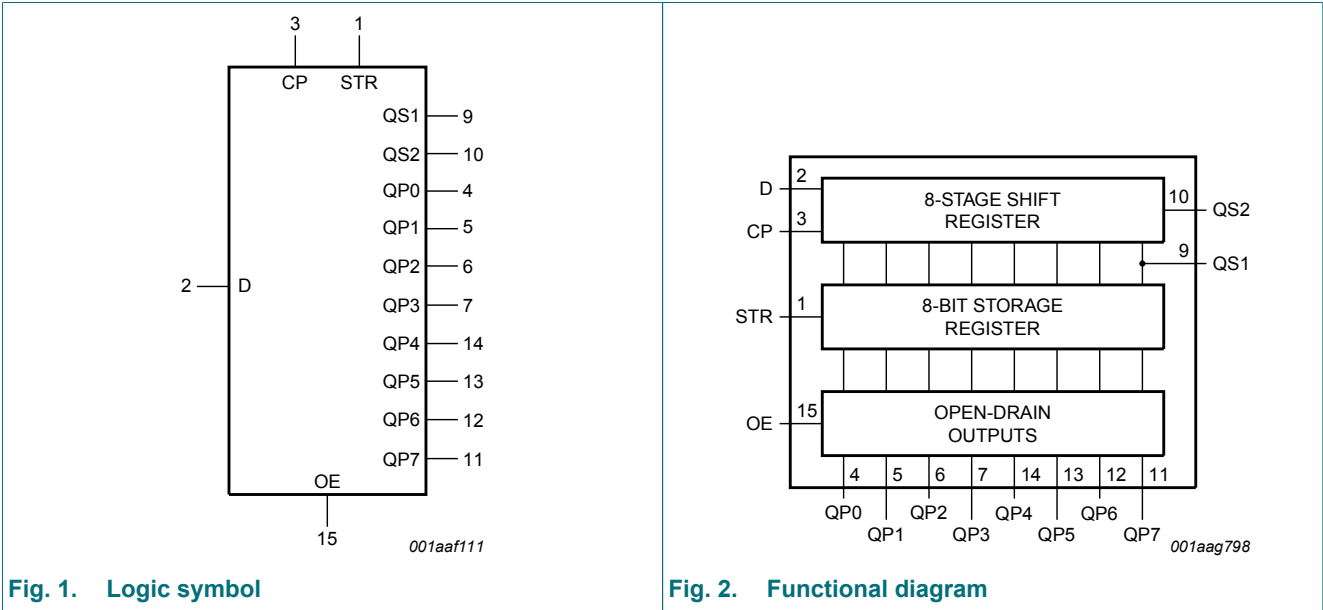 3 1
CP STR
QS1 9
QS2 10
QP0 4
QP1 5
QP2 6
2 D
QP3 7
QP4 14
QP5 13
QP6 12
QP7 11
OE
15
001aaf111
Fig. 1. Logic symbol
D 2
8-STAGE SHIFT
REGISTER
10 QS2
CP 3
9 QS1
STR 1
8-BIT STORAGE
REGISTER
OE 15
OPEN-DRAIN
OUTPUTS
4 5 6 7 14 13 12 11
QP0 QP2 QP4 QP6
QP1 QP3 QP5 QP7
001aag798
Fig. 2. Functional diagram